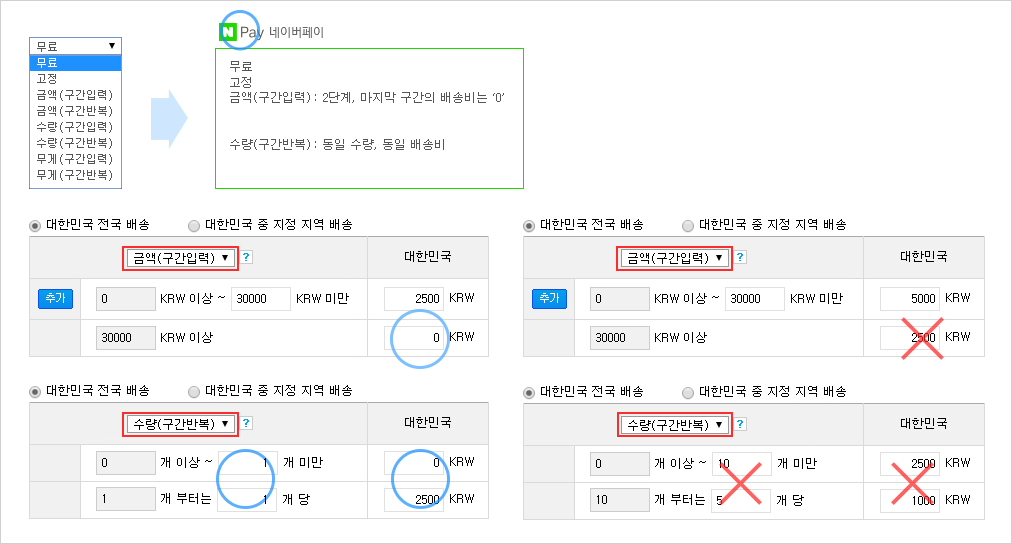 무료 ▼
무료
고정
금액(구간입력)
금액(구간반복)
수량(구간입력)
수량(구간반복)
무게(구간입력)
무게(구간반복)
N Pay 네이버페이
무료
고정
금액(구간입력) : 2단계, 마지막 구간의 배송비는 ‘0’
수량(구간반복) : 동일 수량, 동일 배송비
대한민국 전국 배송 대한민국 중 지정 지역 배송
금액(구간입력) ▼ ? 대한민국
추가 0 KRW 이상 ~ 30000 KRW 미만 2500 KRW
30000 KRW 이상 0 KRW
대한민국 전국 배송 대한민국 중 지정 지역 배송
금액(구간입력) ▼ ? 대한민국
추가 0 KRW 이상 ~ 30000 KRW 미만 5000 KRW
30000 KRW 이상 2500 KRW
대한민국 전국 배송 대한민국 중 지정 지역 배송
수량(구간반복) ▼ ? 대한민국
0 개 이상 ~ 1 개 미만 0 KRW
1 개 부터는 1 개 당 2500 KRW
대한민국 전국 배송 대한민국 중 지정 지역 배송
수량(구간반복) ▼ ? 대한민국
0 개 이상 ~ 10 개 미만 2500 KRW
10 개 부터는 5 개 당 1000 KRW